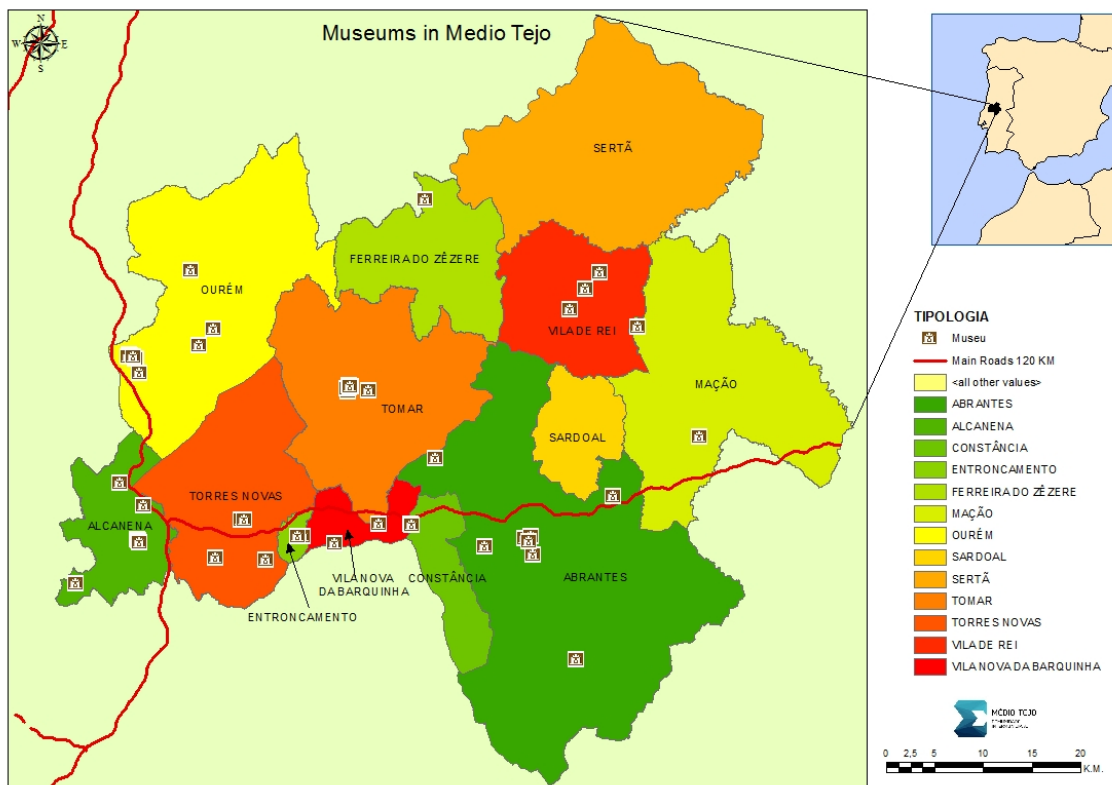 Museums in Medio Tejo
N
W
E
S
SERTÃ
FERREIRA DO ZÊZERE
OURÉM
VILA DE REI
MAÇÃO
TOMAR
SARDOAL
TORRES NOVAS
ALCANENA
VILA NOVA
DA BARQUINHA
CONSTÂNCIA
ABRANTES
ENTRONCAMENTO
TIPOLOGIA
Museu
Main Roads 120 KM
<all other values>
ABRANTES
ALCANENA
CONSTÂNCIA
ENTRONCAMENTO
FERREIRA DO ZÊZERE
MAÇÃO
OURÉM
SARDOAL
SERTÃ
TOMAR
TORRES NOVAS
VILA DE REI
VILA NOVA DA BARQUINHA
MÉDIO TEJO
0 2,5 5 10 15 20
K.M.